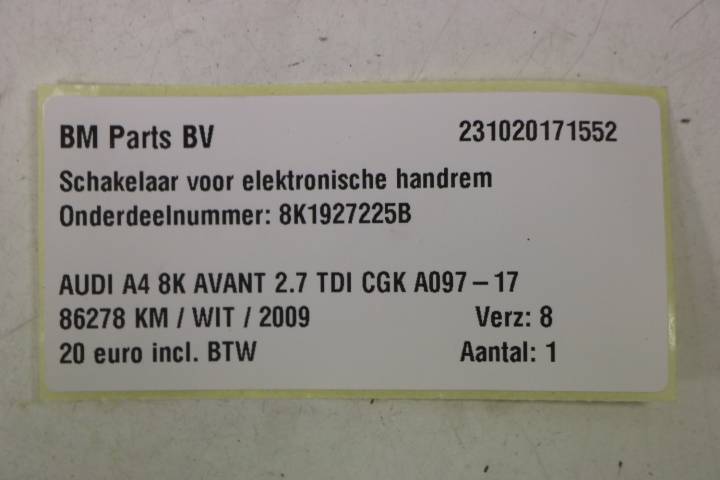 BM Parts BV 231020171552
Schakelaar voor elektronische handrem
Onderdeelnummer: 8K1927225B
AUDI A4 8K AVANT 2.7 TDI CGK A097 – 17
86278 KM / WIT / 2009 Verz: 8
20 euro incl. BTW Aantal: 1